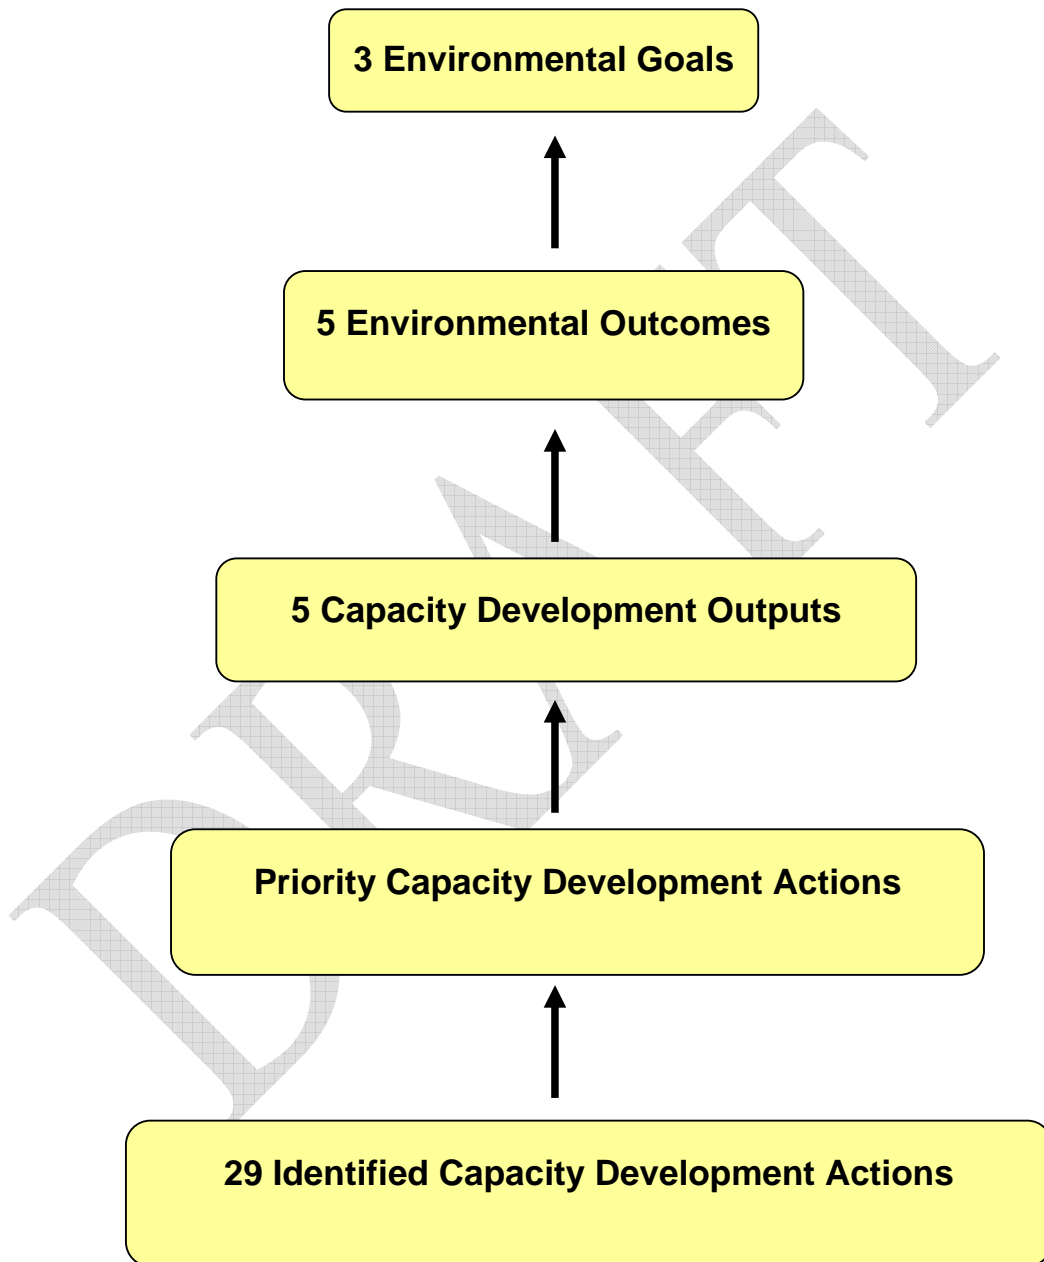 3 Environmental Goals
5 Environmental Outcomes
5 Capacity Development Outputs
Priority Capacity Development Actions
29 Identified Capacity Development Actions
DRAFT